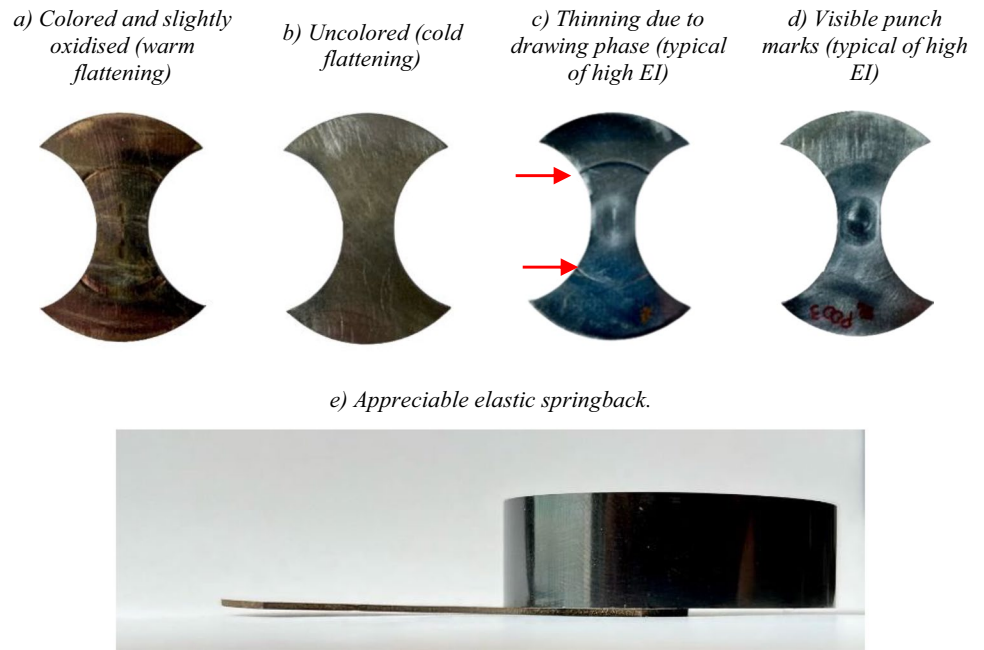 a) Colored and slightly
oxidised (warm
flattening)
b) Uncolored (cold
flattening)
c) Thinning due to
drawing phase (typical
of high EI)
d) Visible punch
marks (typical of high
EI)
e) Appreciable elastic springback.